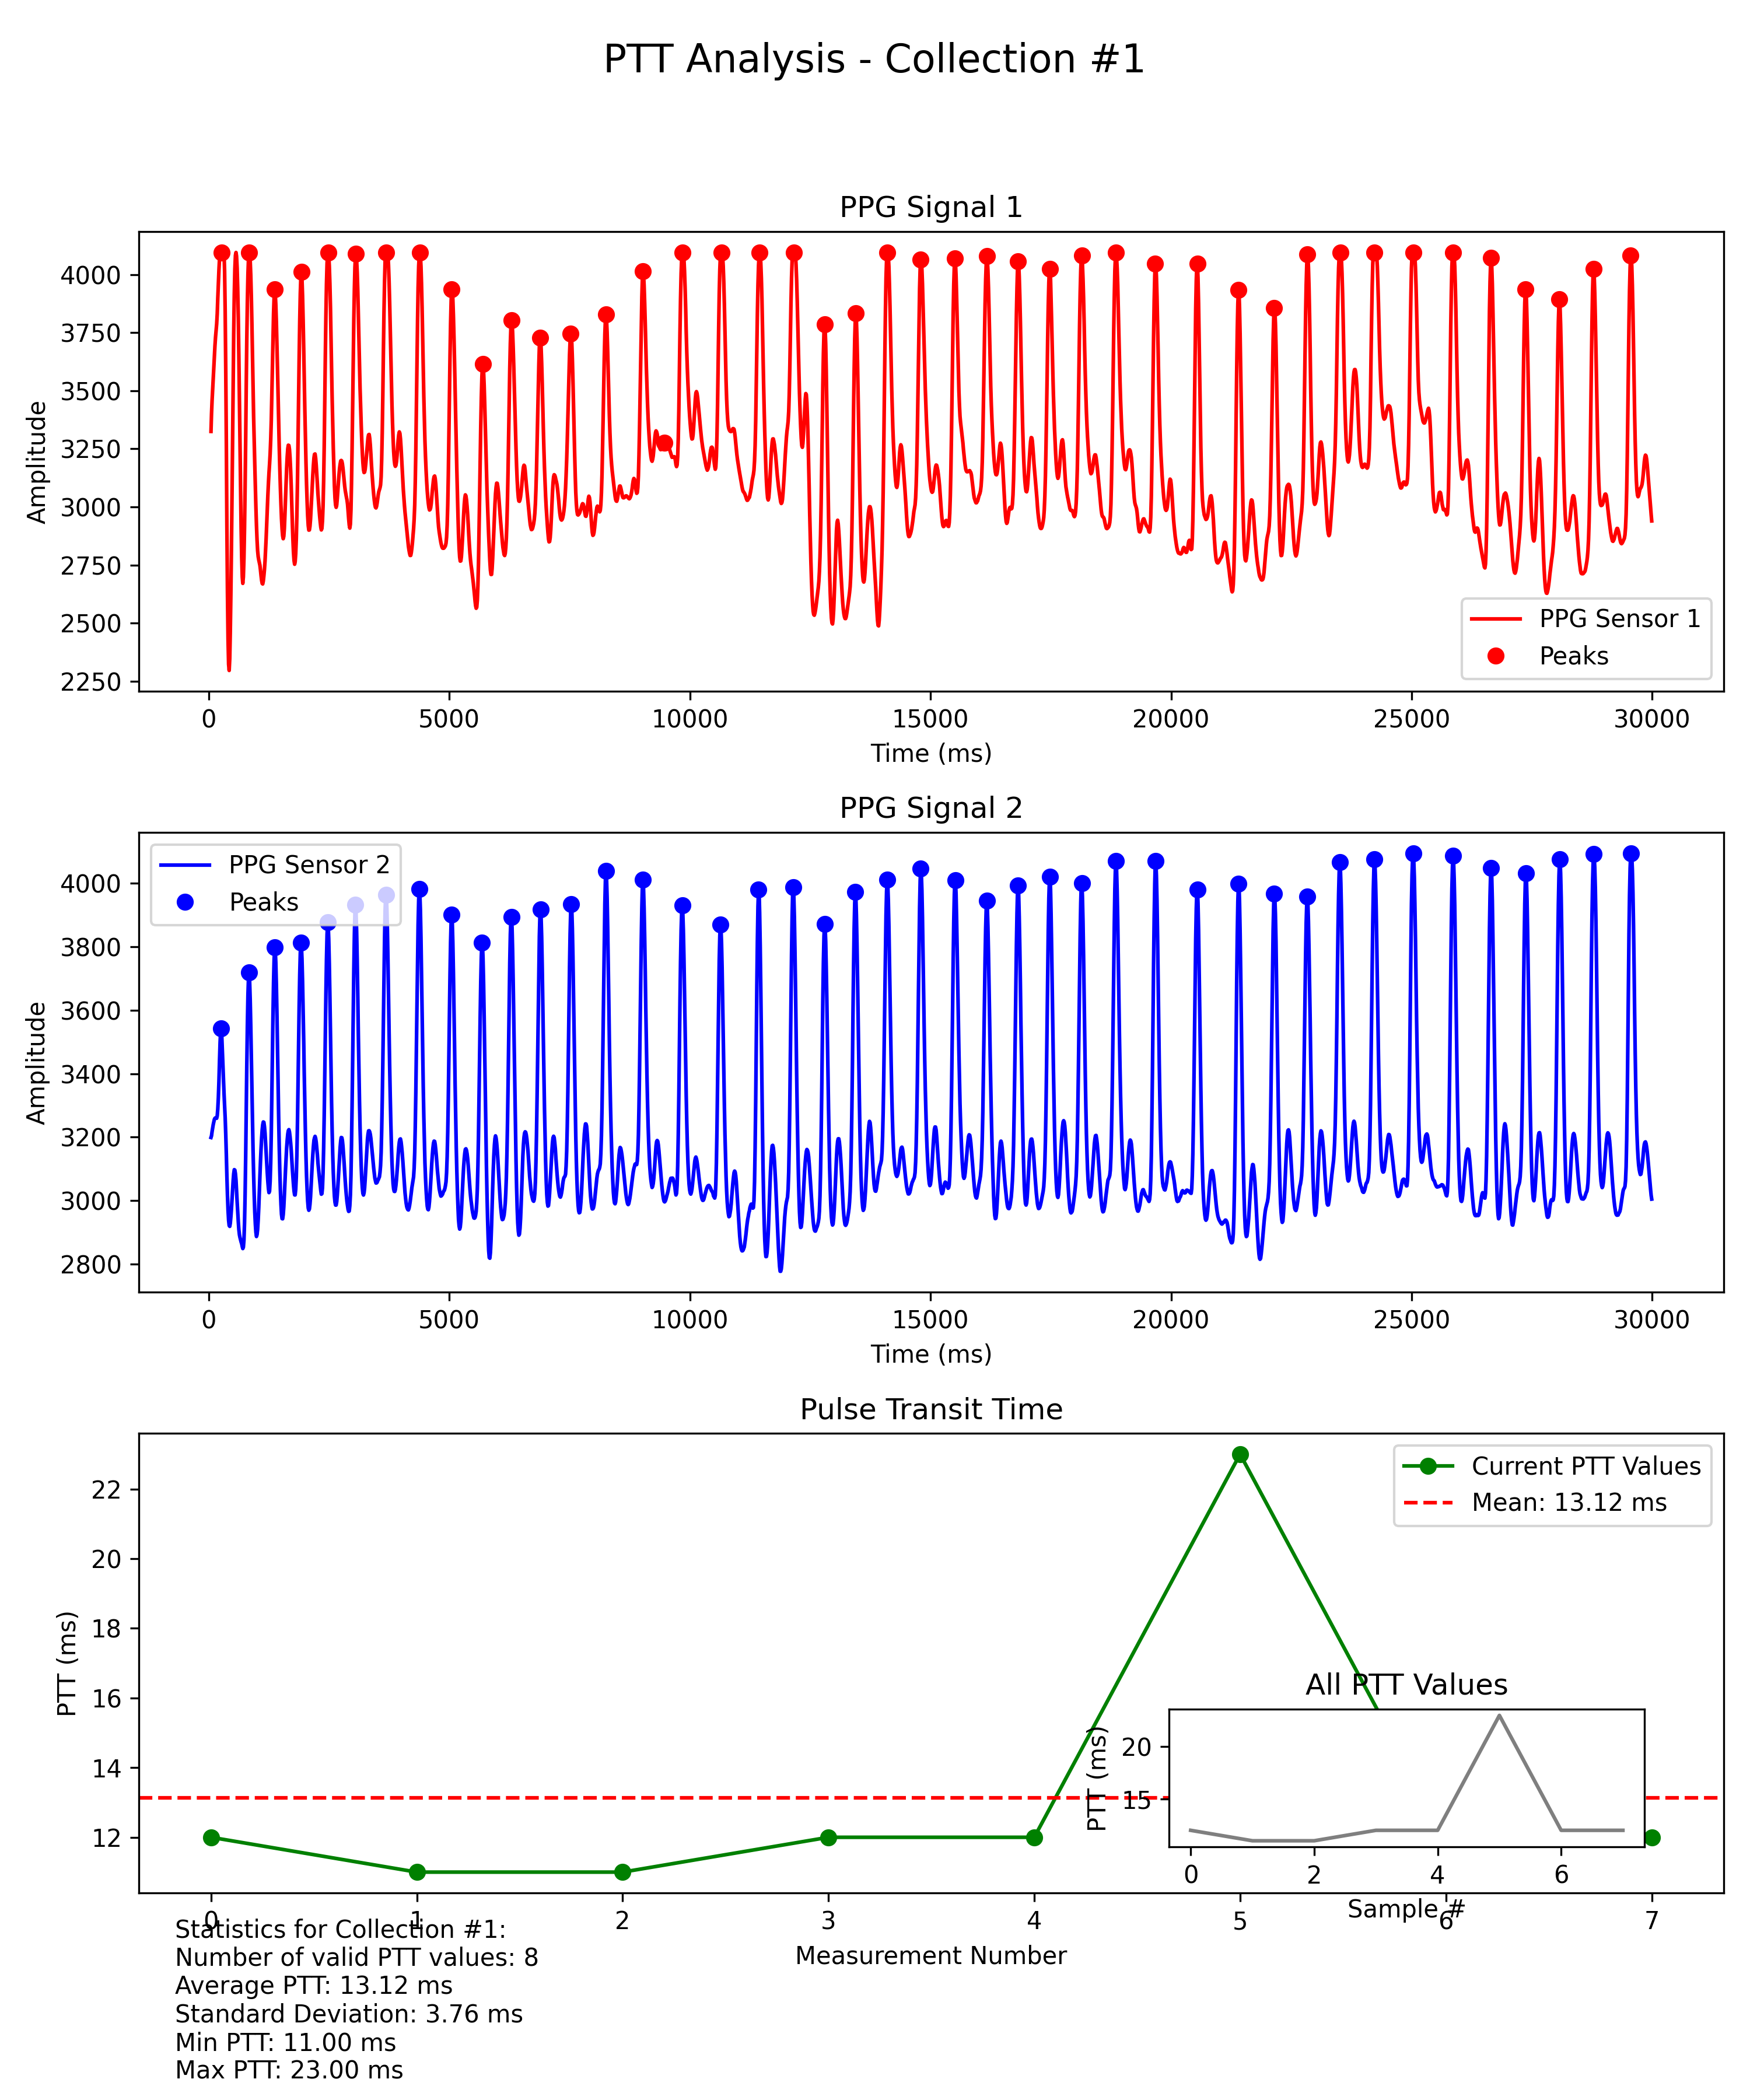 PTT Analysis - Collection #1
PPG Signal 1
Amplitude
4000
3750
3500
3250
3000
2750
2500
2250
PPG Sensor 1
Peaks
0 5000 10000 15000 20000 25000 30000
Time (ms)
PPG Signal 2
Amplitude
4000
3800
3600
3400
3200
3000
2800
PPG Sensor 2
Peaks
0 5000 10000 15000 20000 25000 30000
Time (ms)
Pulse Transit Time
PTT (ms)
22
20
18
16
14
12
Current PTT Values
Mean: 13.12 ms
All PTT Values
PTT (ms)
20
15
0 2 4 6
Sample #
0 1 2 3 4 5 6 7
Measurement Number
Statistics for Collection #1:
Number of valid PTT values: 8
Average PTT: 13.12 ms
Standard Deviation: 3.76 ms
Min PTT: 11.00 ms
Max PTT: 23.00 ms